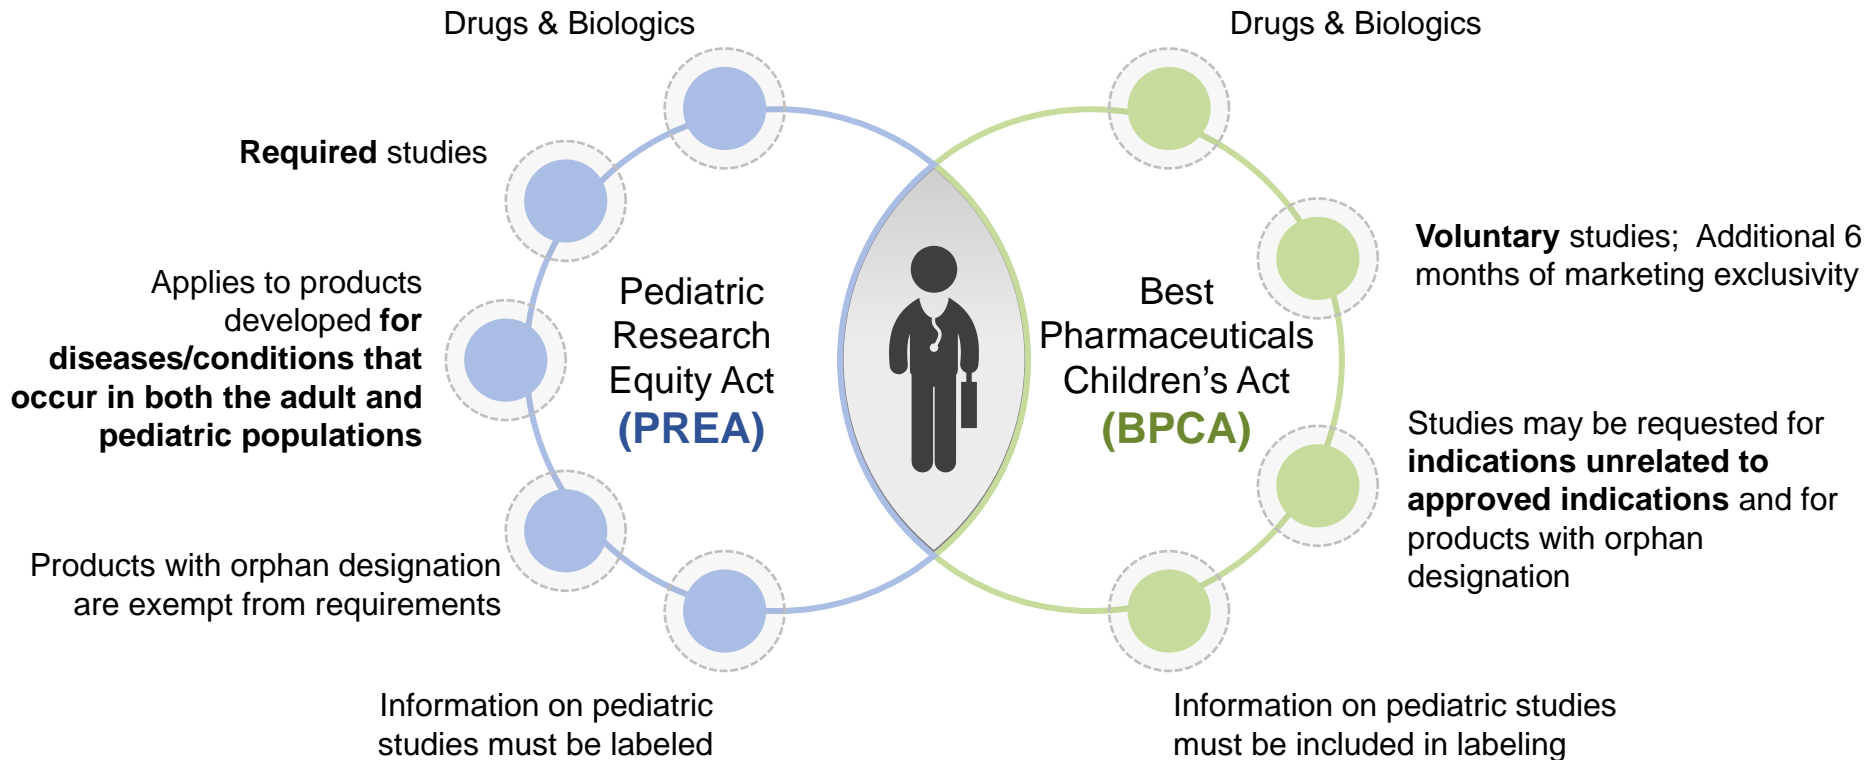 Drugs & Biologics
Required studies
Applies to products
developed for
diseases/conditions that
occur in both the adult and
pediatric populations
Products with orphan designation
are exempt from requirements
Information on pediatric
studies must be labeled
Pediatric
Research
Equity Act
(PREA)
Best
Pharmaceuticals
Children’s Act
(BPCA)
Drugs & Biologics
Voluntary studies;  Additional 6
months of marketing exclusivity
Studies may be requested for
indications unrelated to
approved indications and for
products with orphan
designation
Information on pediatric studies
must be included in labeling